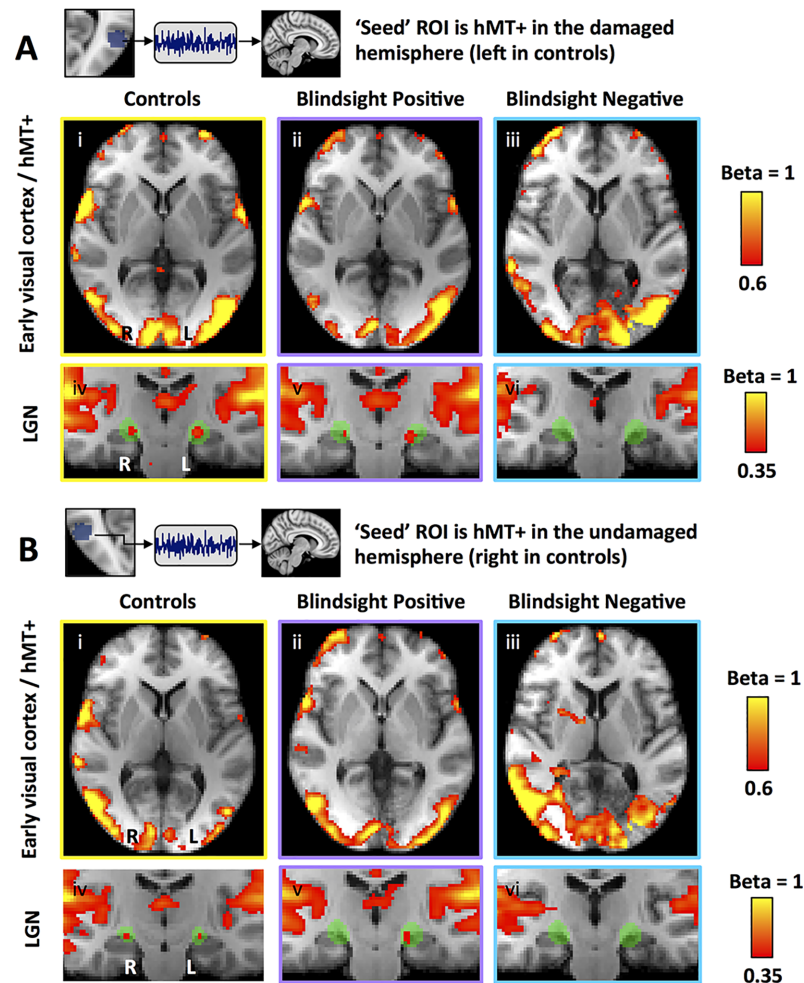 A
‘Seed’ ROI is hMT+ in the damaged
hemisphere (left in controls)
Controls
Blindsight Positive
Blindsight Negative
Early visual cortex / hMT+
i
ii
iii
R
L
Beta = 1
0.6
LGN
iv
v
vi
R
L
Beta = 1
0.35
B
‘Seed’ ROI is hMT+ in the undamaged
hemisphere (right in controls)
Controls
Blindsight Positive
Blindsight Negative
Early visual cortex / hMT+
i
ii
iii
R
L
Beta = 1
0.6
LGN
iv
v
vi
R
L
Beta = 1
0.35